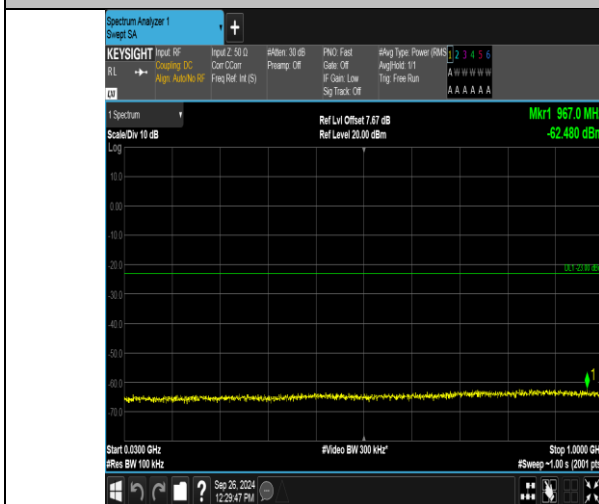 Spectrum Analyzer 1
Swept SA
+
KEYSIGHT Input: RF Input Z: 50 Ω #Atten: 30 dB PNO: Fast #Avg Type: Power (RMS 1 2 3 4 5 6
RL Coupling: DC Corr CCorr Preamp: Off Gate: Off Avg|Hold: 1/1 A W W W W W
Align: Auto/No RF Freq Ref: Int (S) IF Gain: Low Trig: Free Run
Sig Track: Off A A A A A A
1 Spectrum Ref Lvl Offset 7.67 dB Mkr1 967.0 MH
Scale/Div 10 dB Ref Level 20.00 dBm -62.480 dBm
Log
10.0
0.00
-10.0
-20.0
DL1 -23.00 dB
-30.0
-40.0
-50.0
1
-60.0
-70.0
Start 0.0300 GHz #Video BW 300 kHz* Stop 1.0000 GH
#Res BW 100 kHz #Sweep ~1.00 s (2001 pts
? Sep 26, 2024
12:29:47 PM